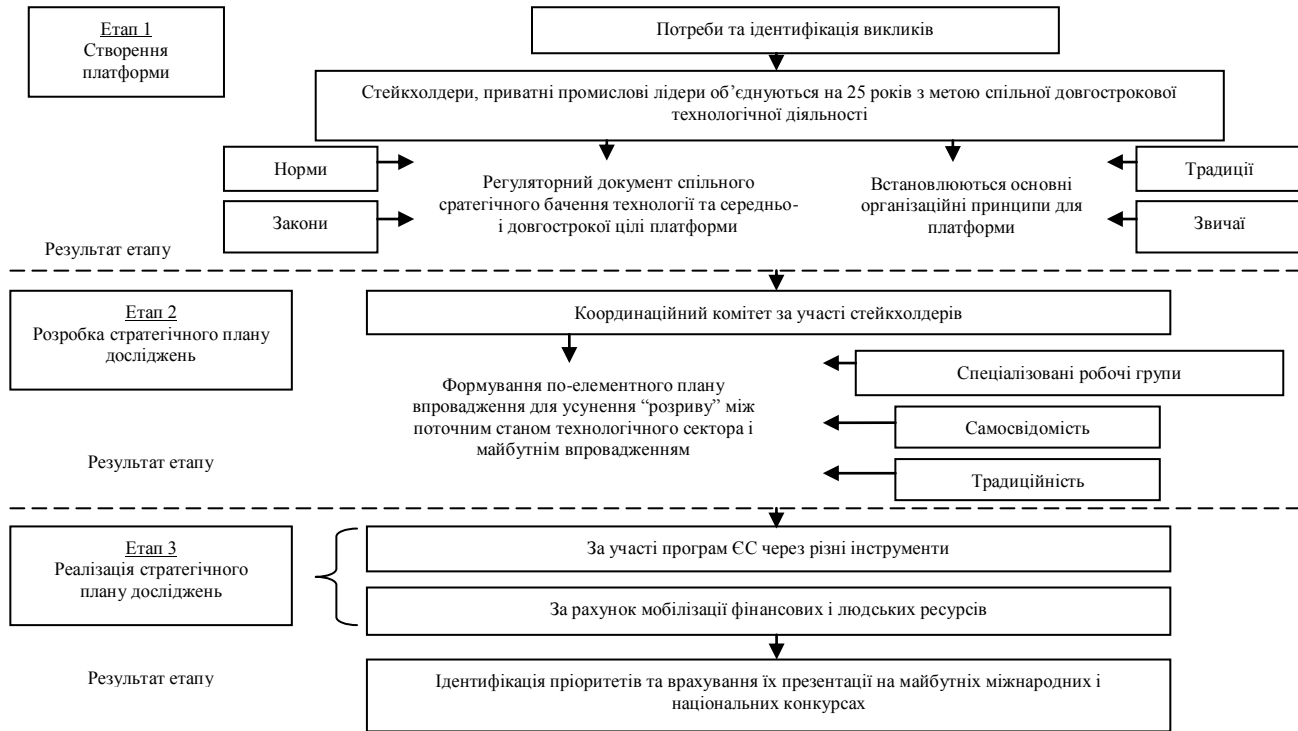 Етап 1
Створення
платформи
Потреби та ідентифікація викликів
Стейкхолдери, приватні промислові лідери об’єднуються на 25 років з метою спільної довгострокової
технологічної діяльності
Норми
Закони
Регуляторний документ спільного
сратегічного бачення технології та середньо-
і довгострокої цілі платформи
Встановлюються основні
організаційні принципи для
платформи
Традиції
Звичаї
Результат етапу
Етап 2
Розробка стратегічного плану
досліджень
Координаційний комітет за участі стейкхолдерів
Формування по-елементного плану
впровадження для усунення “розриву” між
поточним станом технологічного сектора і
майбутнім впровадженням
Спеціалізовані робочі групи
Самосвідомість
Традиційність
Результат етапу
Етап 3
Реалізація стратегічного
плану досліджень
За участі програм ЄС через різні інструменти
За рахунок мобілізації фінансових і людських ресурсів
Результат етапу
Ідентифікація пріоритетів та врахування їх презентації на майбутніх міжнародних і
національних конкурсах